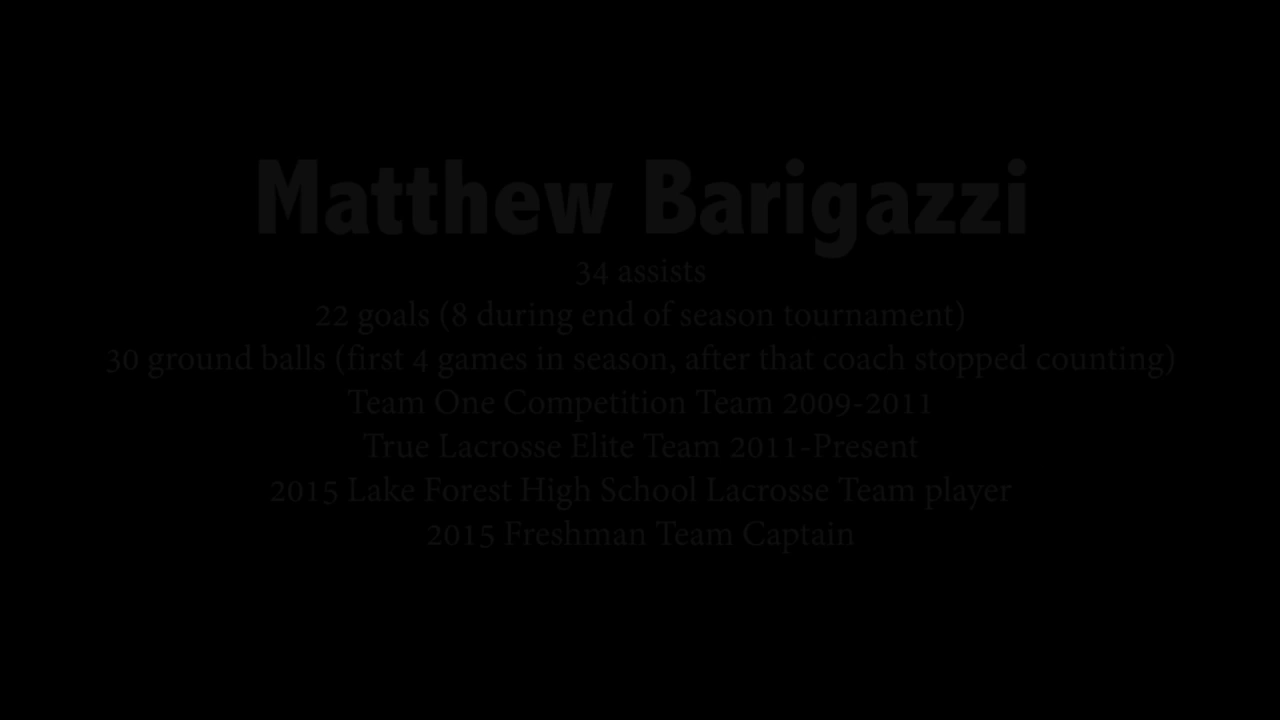 Matthew Barigazzi
34 assists
22 goals (8 during end of season tournament)
30 ground balls (first 4 games in season, after that coach stopped counting)
Team One Competition Team 2009-2011
True Lacrosse Elite Team 2011-Present
2015 Lake Forest High School Lacrosse Team player
2015 Freshman Team Captain